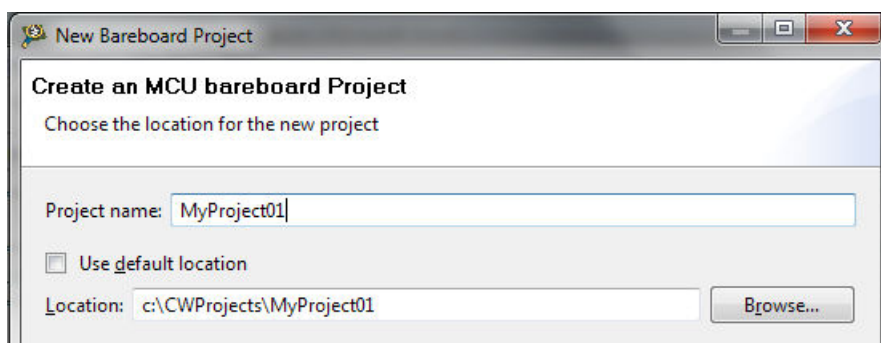 New Bareboard Project
Create an MCU bareboard Project
Choose the location for the new project
Project name: MyProject01
Use default location
Location: c:\CWProjects\MyProject01 Browse...